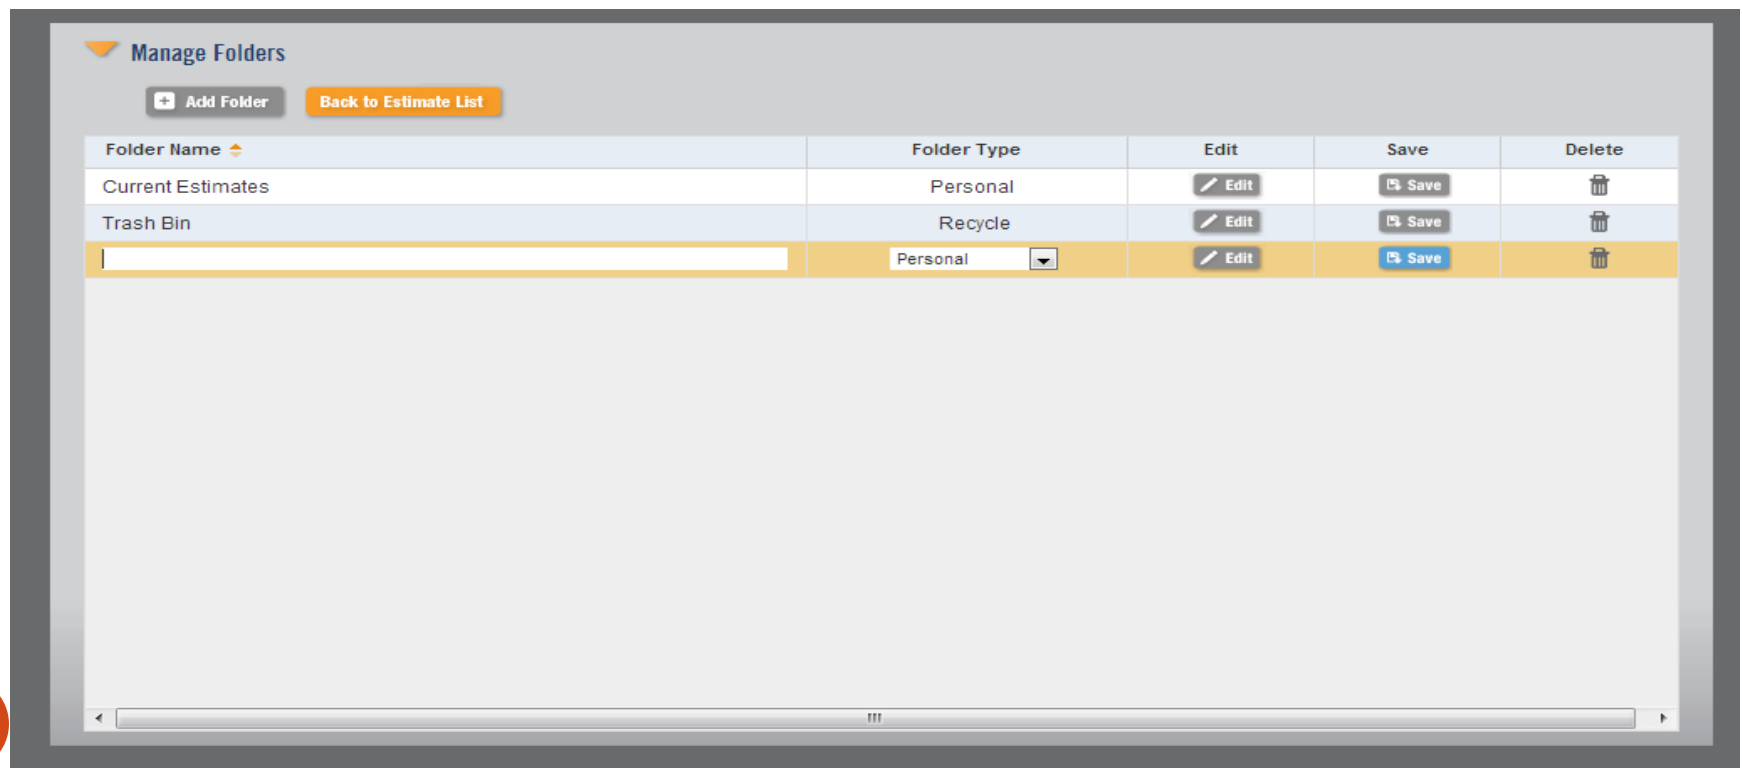 Manage Folders
Add Folder Back to Estimate List
Folder Name Folder Type Edit Save Delete
Current Estimates Personal Edit Save
Trash Bin Recycle Edit Save
Personal Edit Save